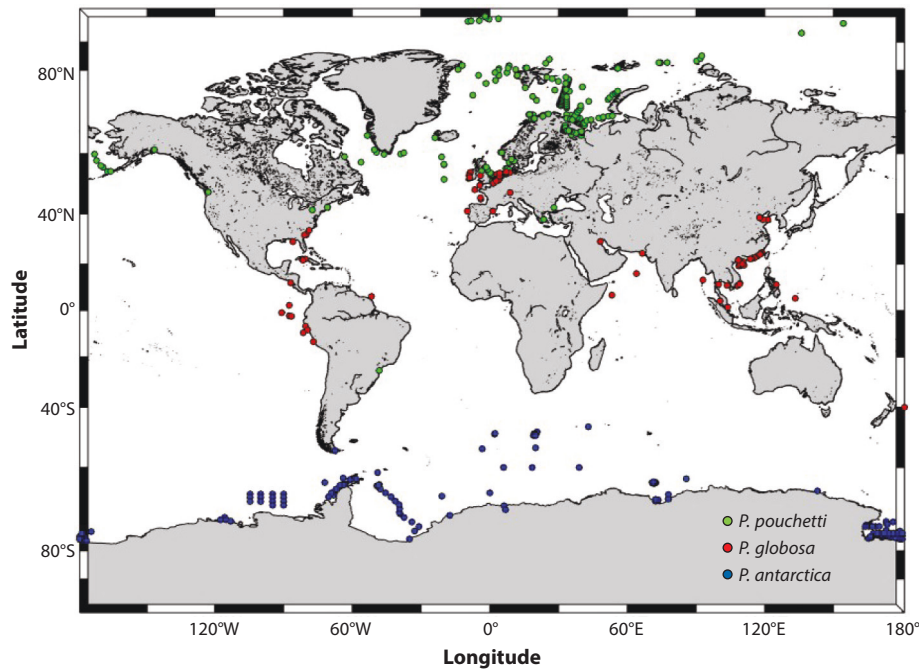 80°N
40°N
0°
40°S
80°S
Latitude
P. pouchetti
P. globosa
P. antarctica
120°W
60°W
0°
60°E
120°E
180°
Longitude